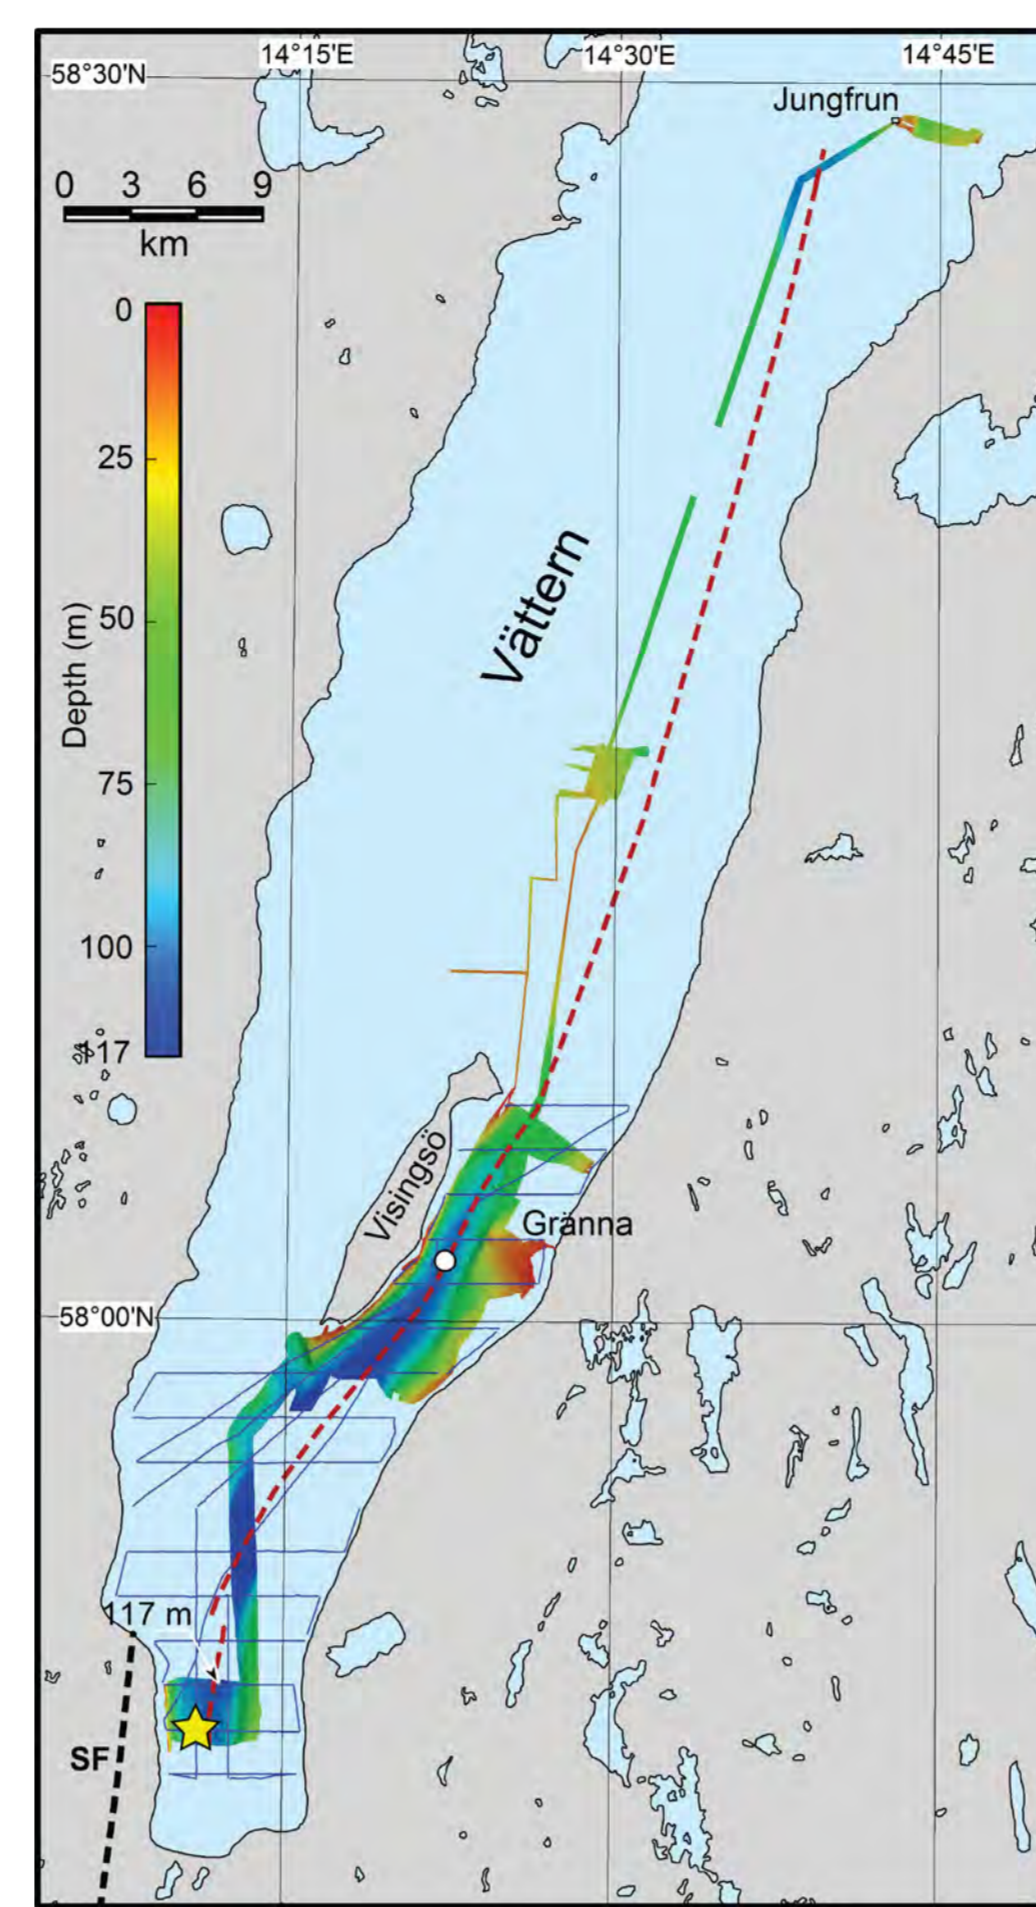 14°15'E 14°30'E 14°45'E
58°30'N
Jungfrun
0 3 6 9
km
0
25
50
75
100
117
Depth (m)
Vättern
Visingsö
Gränna
58°00'N
117 m
SF